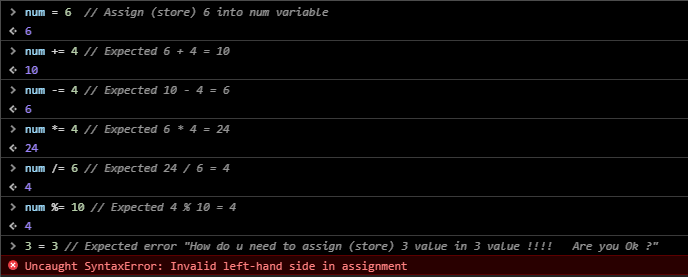 > num = 6  // Assign (store) 6 into num variable
< 6
> num += 4 // Expected 6 + 4 = 10
< 10
> num -= 4 // Expected 10 - 4 = 6
< 6
> num *= 4 // Expected 6 * 4 = 24
< 24
> num /= 6 // Expected 24 / 6 = 4
< 4
> num %= 10 // Expected 4 % 10 = 4
< 4
> 3 = 3 // Expected error "How do u need to assign (store) 3 value in 3 value !!!!   Are you Ok ?"
Uncaught SyntaxError: Invalid left-hand side in assignment